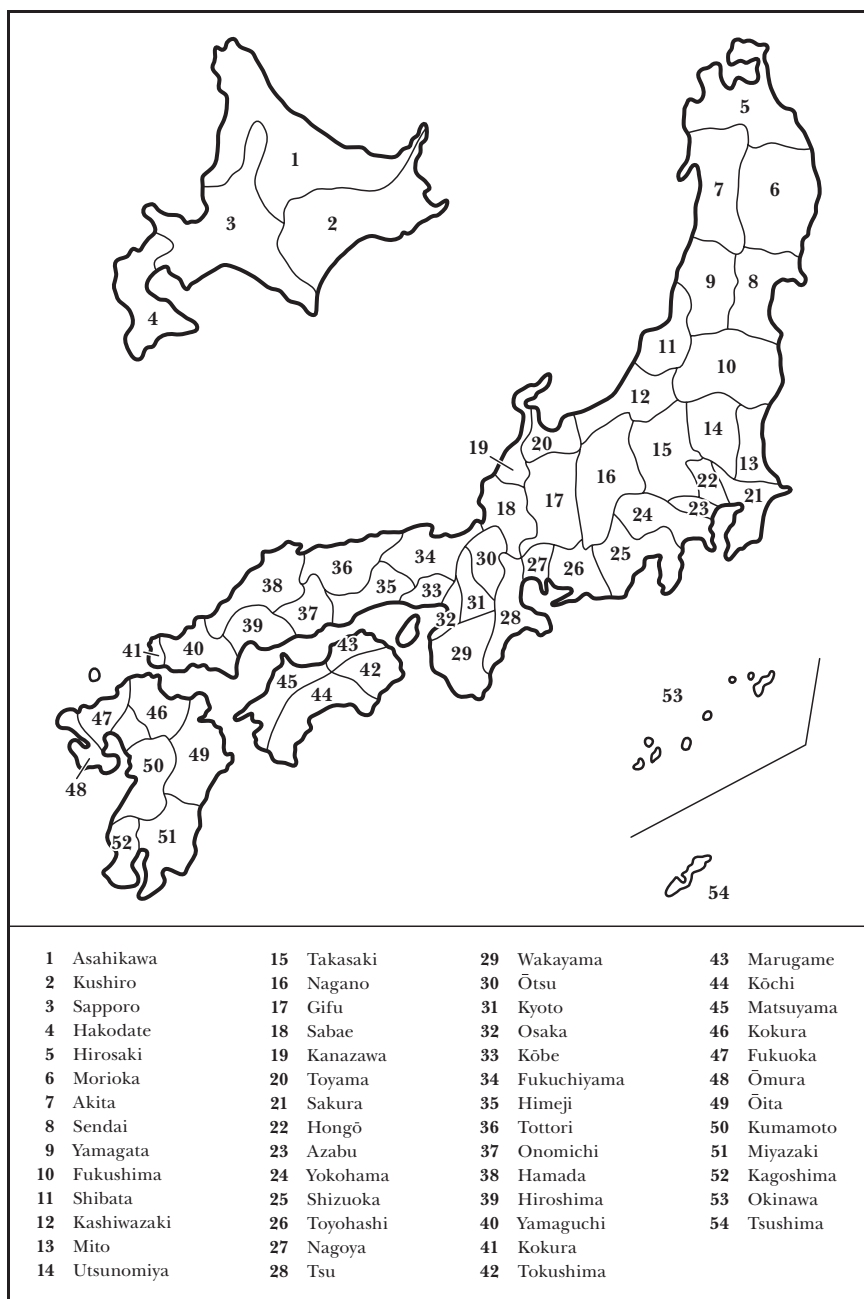 1
2
3
4
5
6
7
8
9
10
11
12
13
14
15
16
17
18
19
20
21
22
23
24
25
26
27
28
29
30
31
32
33
34
35
36
37
38
39
40
41
42
43
44
45
46
47
48
49
50
51
52
53
54
1 Asahikawa
2 Kushiro
3 Sapporo
4 Hakodate
5 Hirosaki
6 Morioka
7 Akita
8 Sendai
9 Yamagata
10 Fukushima
11 Shibata
12 Kashiwazaki
13 Mito
14 Utsunomiya
15 Takasaki
16 Nagano
17 Gifu
18 Sabae
19 Kanazawa
20 Toyama
21 Sakura
22 Hongō
23 Azabu
24 Yokohama
25 Shizuoka
26 Toyohashi
27 Nagoya
28 Tsu
29 Wakayama
30 Ōtsu
31 Kyoto
32 Osaka
33 Kōbe
34 Fukuchiyama
35 Himeji
36 Tottori
37 Onomichi
38 Hamada
39 Hiroshima
40 Yamaguchi
41 Kokura
42 Tokushima
43 Marugame
44 Kōchi
45 Matsuyama
46 Kokura
47 Fukuoka
48 Ōmura
49 Ōita
50 Kumamoto
51 Miyazaki
52 Kagoshima
53 Okinawa
54 Tsushima